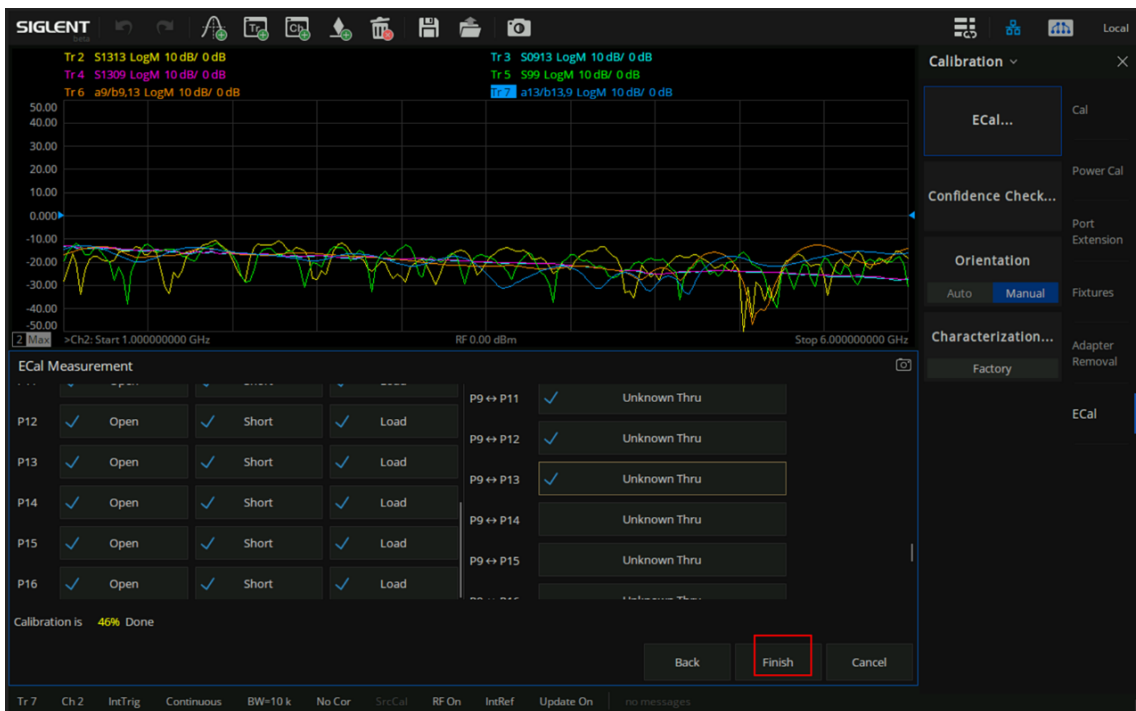 SIGLENT
beta
Tr
Ch
Local
Tr 2 S1313 LogM 10 dB/ 0 dB
Tr 3 S0913 LogM 10 dB/ 0 dB
Tr 4 S1309 LogM 10 dB/ 0 dB
Tr 5 S99 LogM 10 dB/ 0 dB
Tr 6 a9/b9,13 LogM 10 dB/ 0 dB
Tr 7 a13/b13,9 LogM 10 dB/ 0 dB
50.00
40.00
30.00
20.00
10.00
0.000
-10.00
-20.00
-30.00
-40.00
-50.00
2 Max >Ch2: Start 1.000000000 GHz RF 0.00 dBm Stop 6.000000000 GHz
Calibration
ECal...
Confidence Check...
Orientation
Auto Manual
Characterization...
Factory
Cal
Power Cal
Port
Extension
Fixtures
Adapter
Removal
ECal
ECal Measurement
P12 Open Short Load
P13 Open Short Load
P14 Open Short Load
P15 Open Short Load
P16 Open Short Load
P9 ↔ P11 Unknown Thru
P9 ↔ P12 Unknown Thru
P9 ↔ P13 Unknown Thru
P9 ↔ P14 Unknown Thru
P9 ↔ P15 Unknown Thru
Calibration is 46% Done
Back Finish Cancel
Tr 7 Ch 2 IntTrig Continuous BW=10 k No Cor SrcCal RF On IntRef Update On no messages